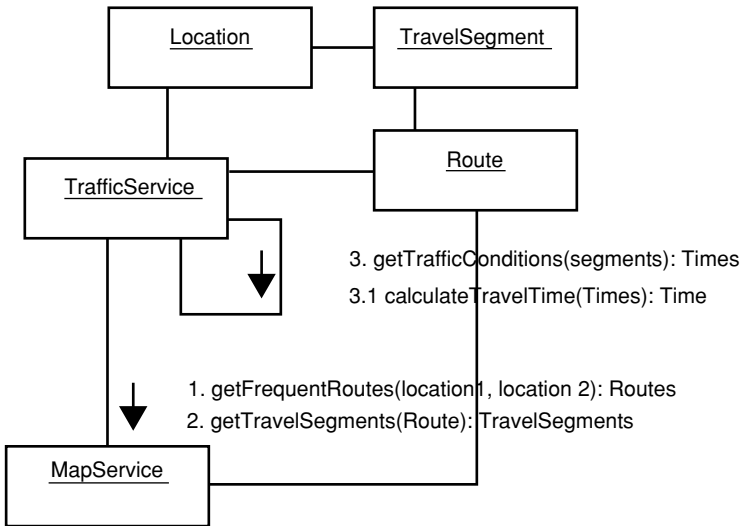 Location
TravelSegment
Route
TrafficService
3. getTrafficConditions(segments): Times
3.1 calculateTravelTime(Times): Time
1. getFrequentRoutes(location1, location 2): Routes
2. getTravelSegments(Route): TravelSegments
MapService